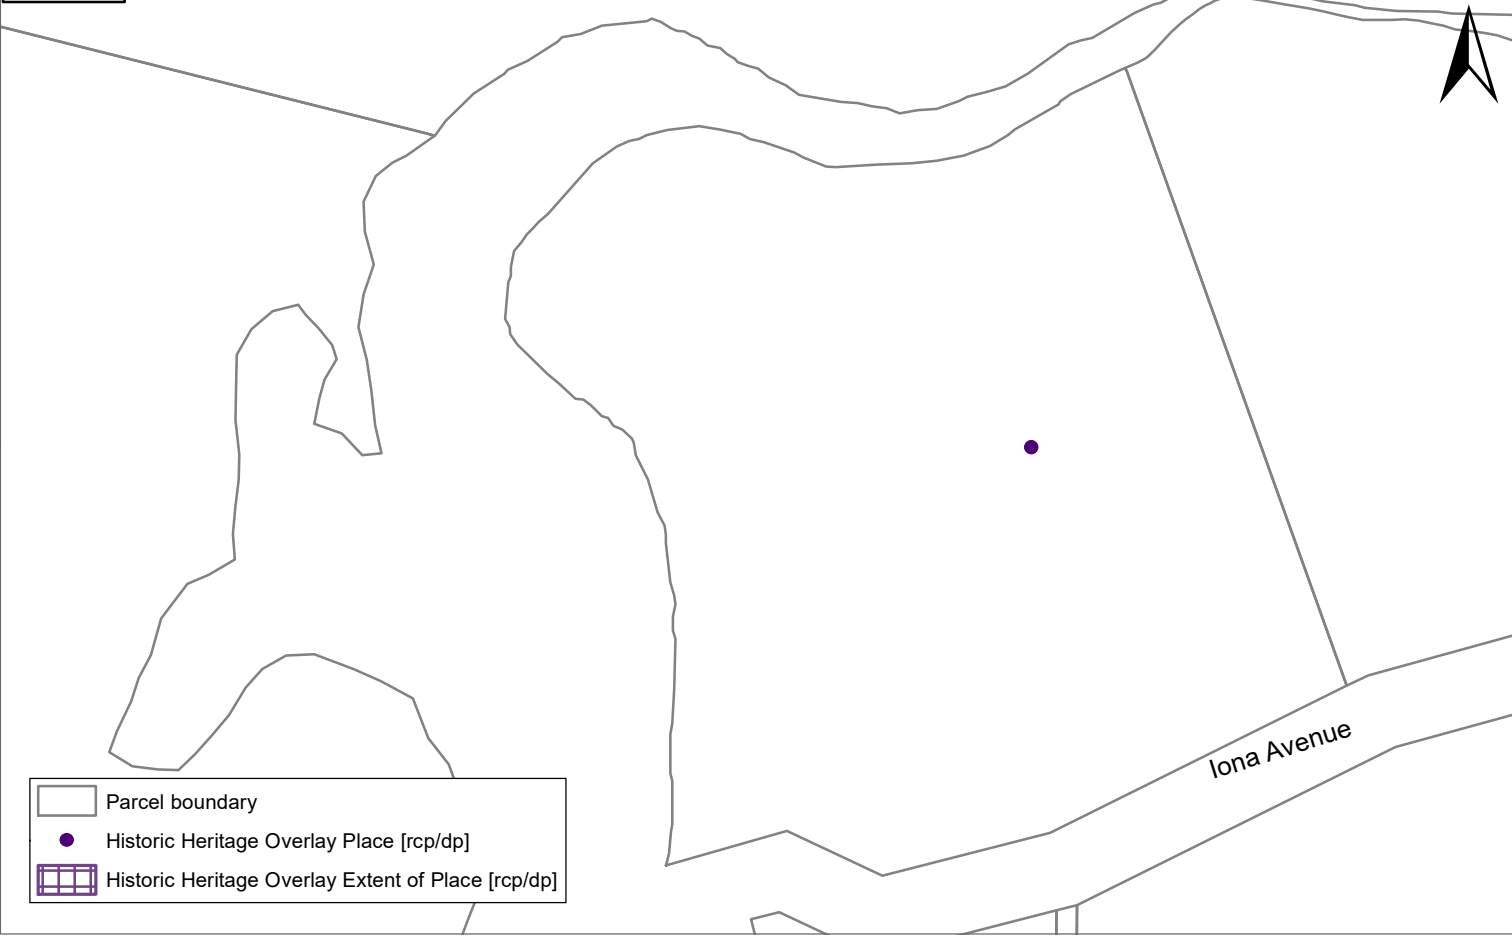 Iona Avenue
Parcel boundary
Historic Heritage Overlay Place [rcp/dp]
Historic Heritage Overlay Extent of Place [rcp/dp]